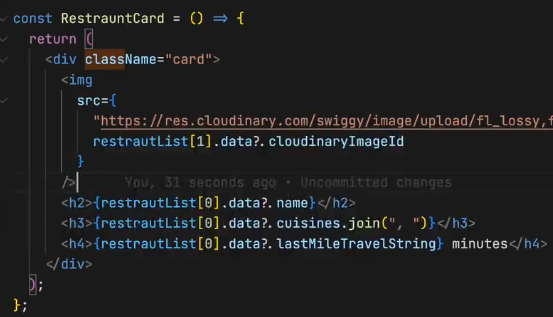 const RestrauntCard = () => {
return (
<div className="card">
<img
src={
"https://res.cloudinary.com/swiggy/image/upload/fl_lossy,f
restrautList[1].data?.cloudinaryImageId
}
/> You, 31 seconds ago • Uncommitted changes
<h2>{restrautList[0].data?.name}</h2>
<h3>{restrautList[0].data?.cuisines.join(", ")}</h3>
<h4>{restrautList[0].data?.lastMileTravelString} minutes</h4>
</div>
);
};